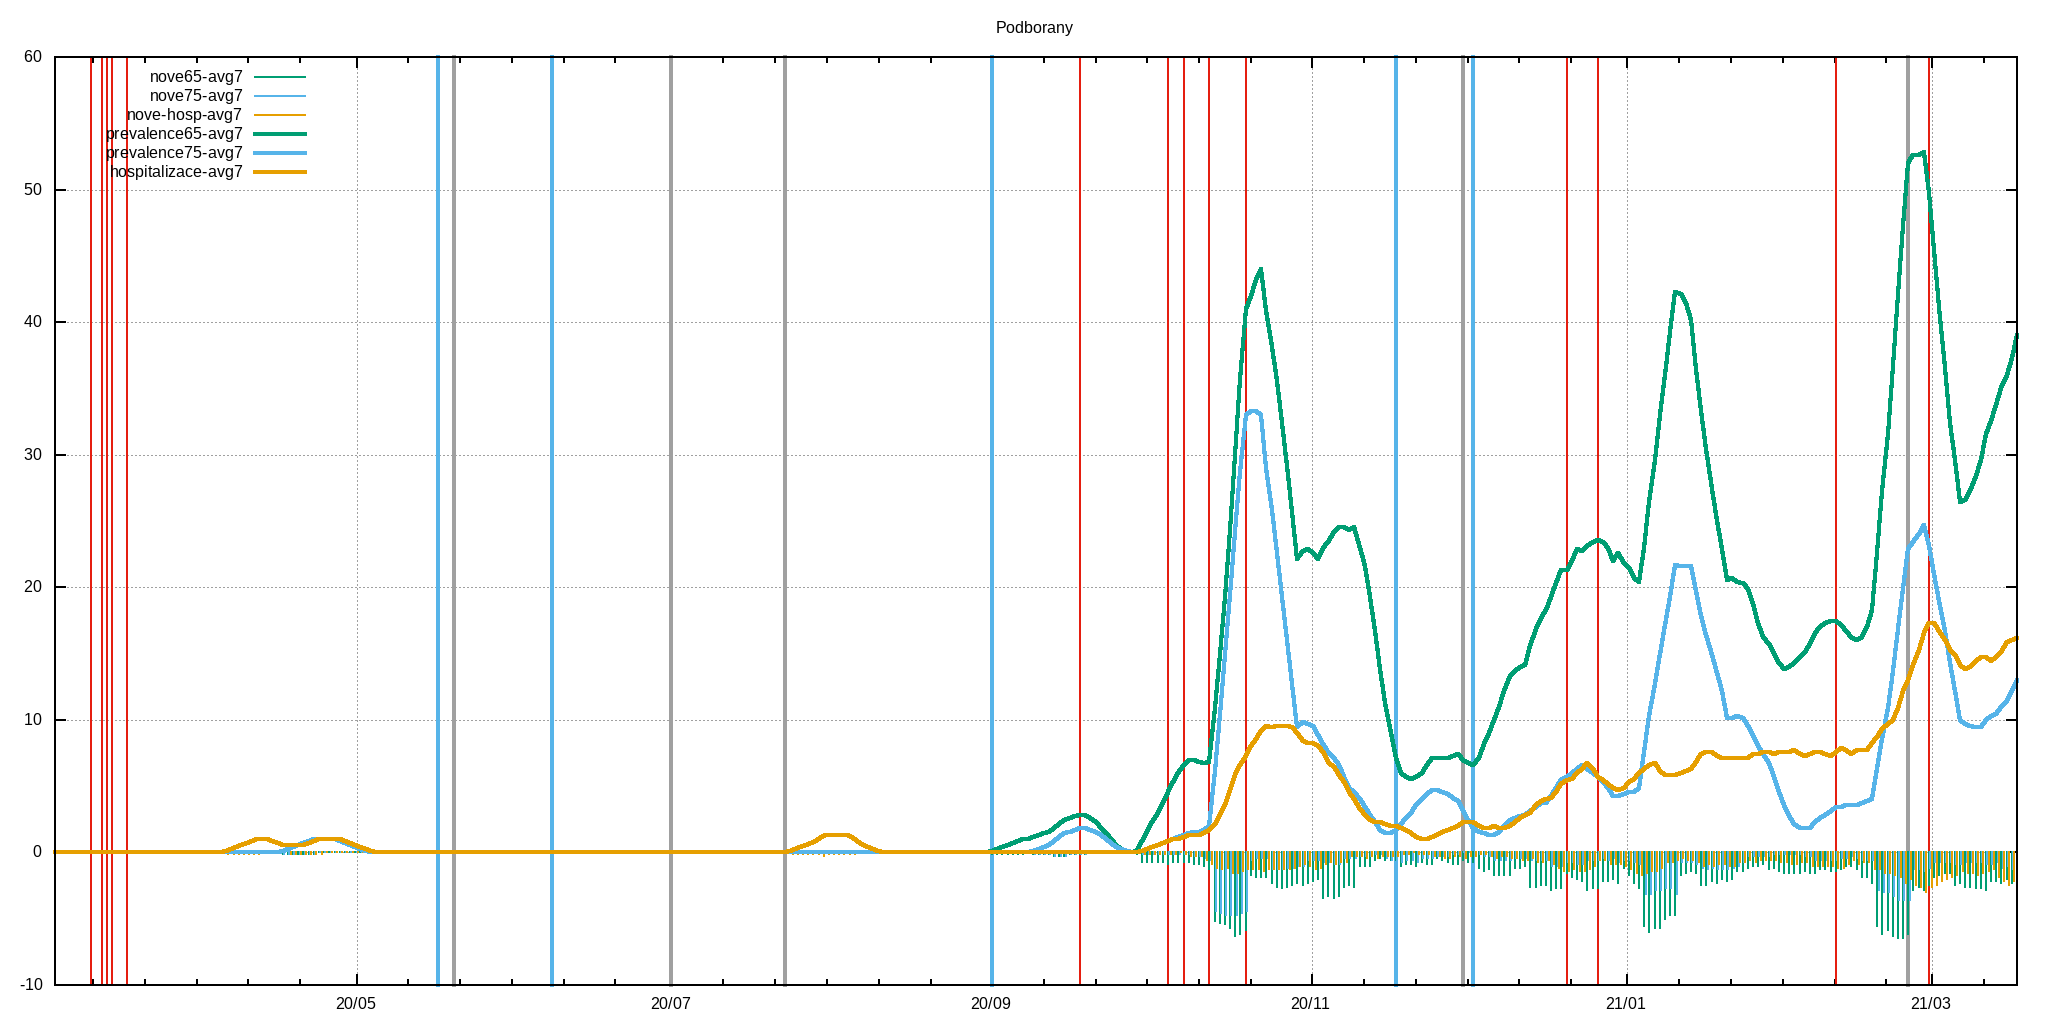 Podborany
60
nove65-avg7
nove75-avg7
nove-hosp-avg7
prevalence65-avg7
prevalence75-avg7
hospitalizace-avg7
50
40
30
20
10
0
-10
20/05 20/07 20/09 20/11 21/01 21/03